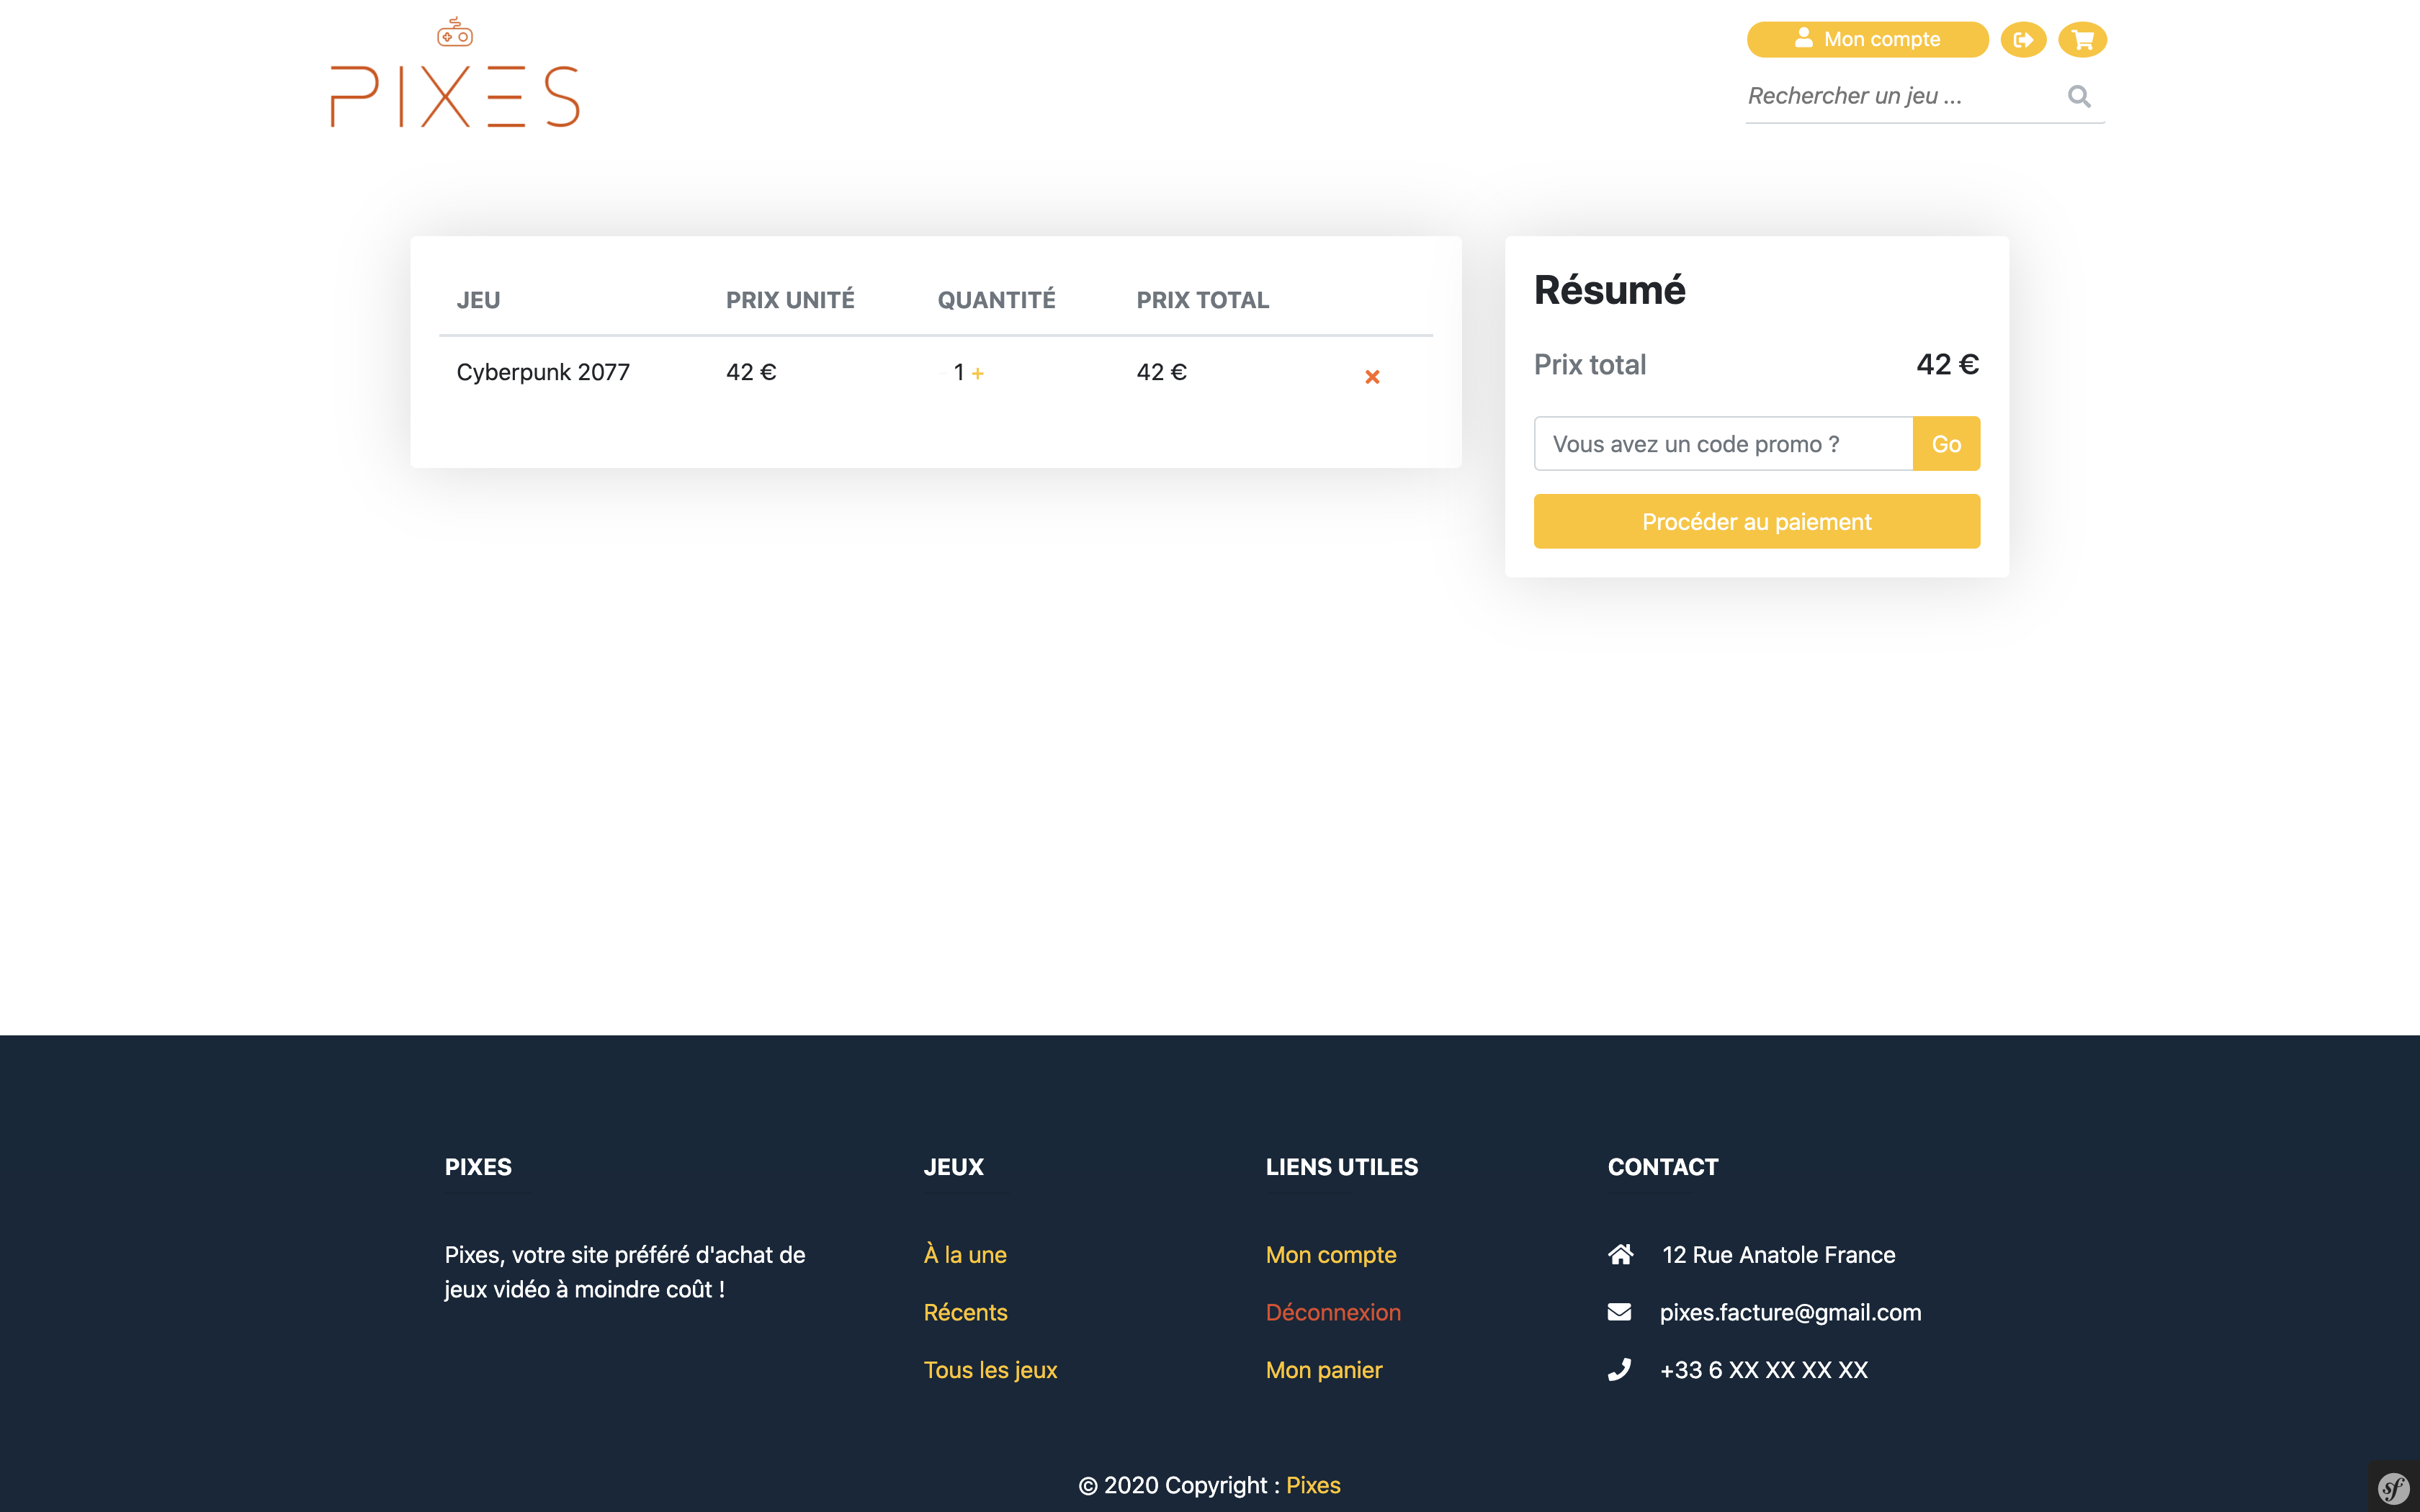 PIXES
Mon compte
Rechercher un jeu ...
JEU PRIX UNITÉ QUANTITÉ PRIX TOTAL
Cyberpunk 2077 42 € - 1 + 42 €
Résumé
Prix total 42 €
Vous avez un code promo ? Go
Procéder au paiement
PIXES
Pixes, votre site préféré d'achat de
jeux vidéo à moindre coût !
JEUX
À la une
Récents
Tous les jeux
LIENS UTILES
Mon compte
Déconnexion
Mon panier
CONTACT
12 Rue Anatole France
pixes.facture@gmail.com
+33 6 XX XX XX XX
© 2020 Copyright : Pixes
sf